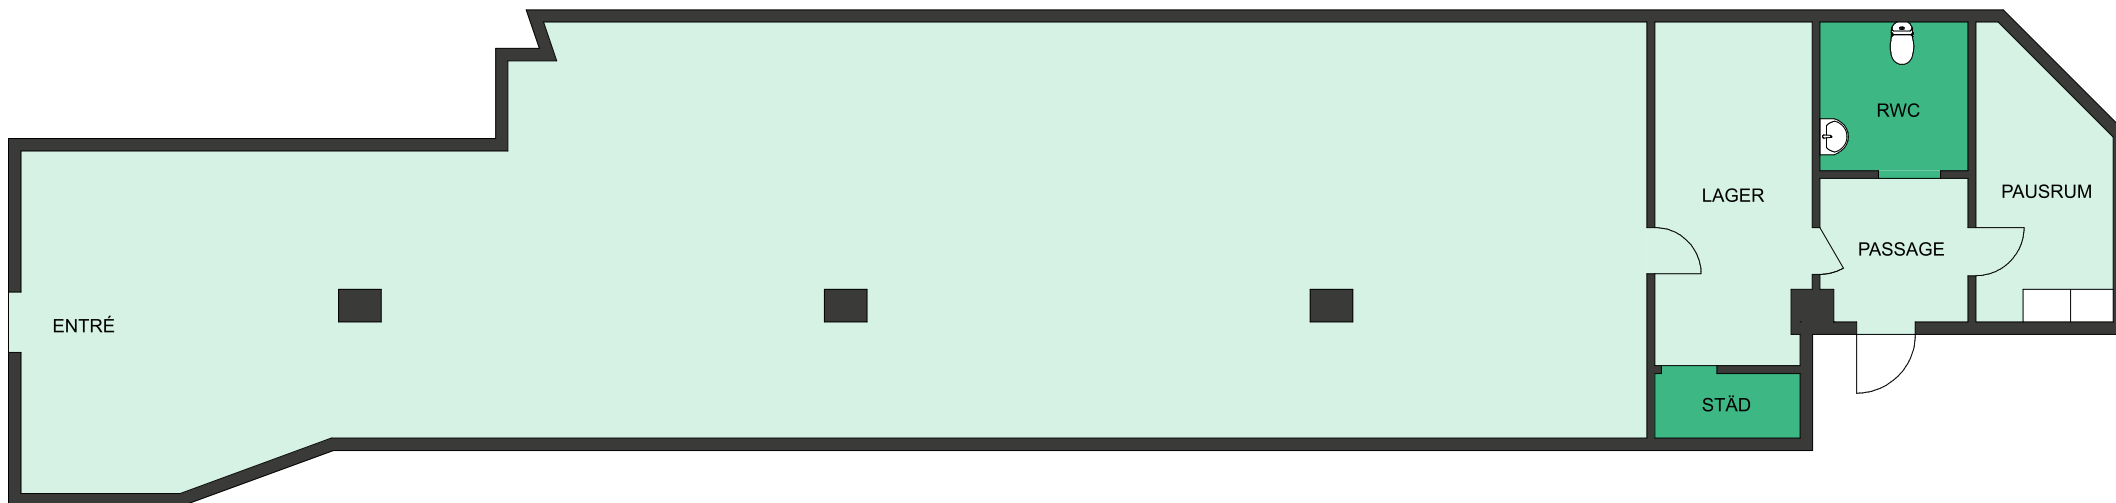 ENTRÉ
LAGER
STÄD
RWC
PASSAGE
PAUSRUM